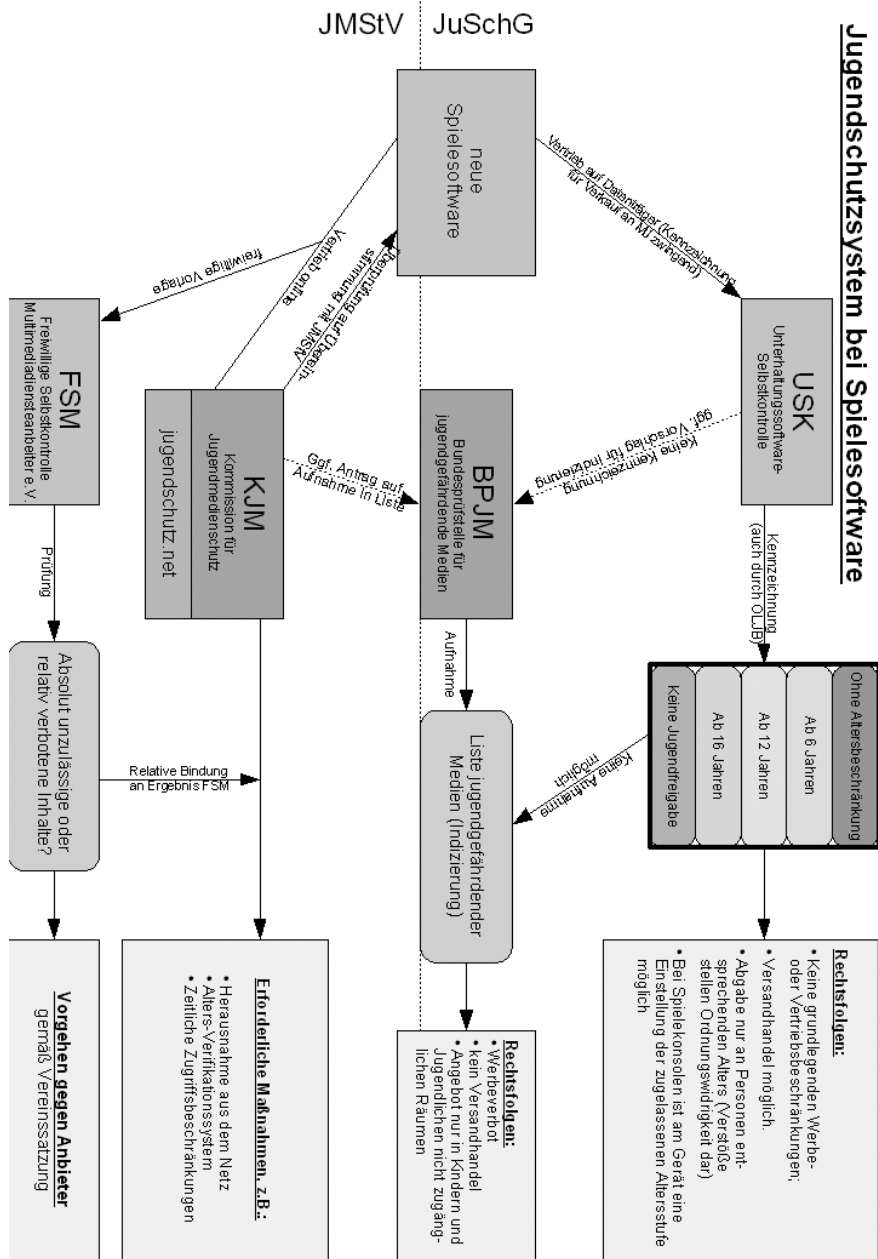 Jugendschutzsystem bei Spielesoftware
JMStV
JuSchG
neue
Spielesoftware
Vertrieb auf Datenträger (Kennzeichnung
für Verkauf an MJ zwingend)
USK
Unterhaltungssoftware-
Selbstkontrolle
Kennzeichnung
(auch durch OLJB)
Ohne Altersbeschränkung
Ab 6 Jahren
Ab 12 Jahren
Ab 16 Jahren
Keine Jugendfreigabe
Rechtsfolgen:
• Keine grundlegenden Werbe-
oder Vertriebsbeschränkungen;
• Versandhandel möglich.
• Abgabe nur an Personen ent-
sprechenden Alters (Verstöße
stellen Ordnungswidrigkeit dar)
• Bei Spielekonsolen ist am Gerät eine
Einstellung der zugelassenen Altersstufe
möglich
Keine Kennzeichnung
ggf. Vorschlag für Indizierung
BPJM
Bundesprüfstelle für
jugendgefährdende Medien
Aufnahme
Keine Aufnahme
möglich
Liste jugendgefährdender
Medien (Indizierung)
Rechtsfolgen:
• Werbeverbot
• kein Versandhandel
• Angebot nur in Kindern und
Jugendlichen nicht zugäng-
lichen Räumen
Vertrieb online
freiwillige Vorlage
Überprüfung auf Überein-
stimmung mit JMStV
KJM
Kommission für
Jugendmedienschutz
jugendschutz.net
Ggf. Antrag auf
Aufnahme in Liste
Erforderliche Maßnahmen, z.B.:
• Herausnahme aus dem Netz
• Alters-Verifikationssystem
• Zeitliche Zugriffsbeschränkungen
FSM
Freiwillige Selbstkontrolle
Multimediadiensteanbeiter e.V.
Prüfung
Absolut unzulässige oder
relativ verbotene Inhalte?
Relative Bindung
an Ergebnis FSM
Vorgehen gegen Anbieter
gemäß Vereinssatzung